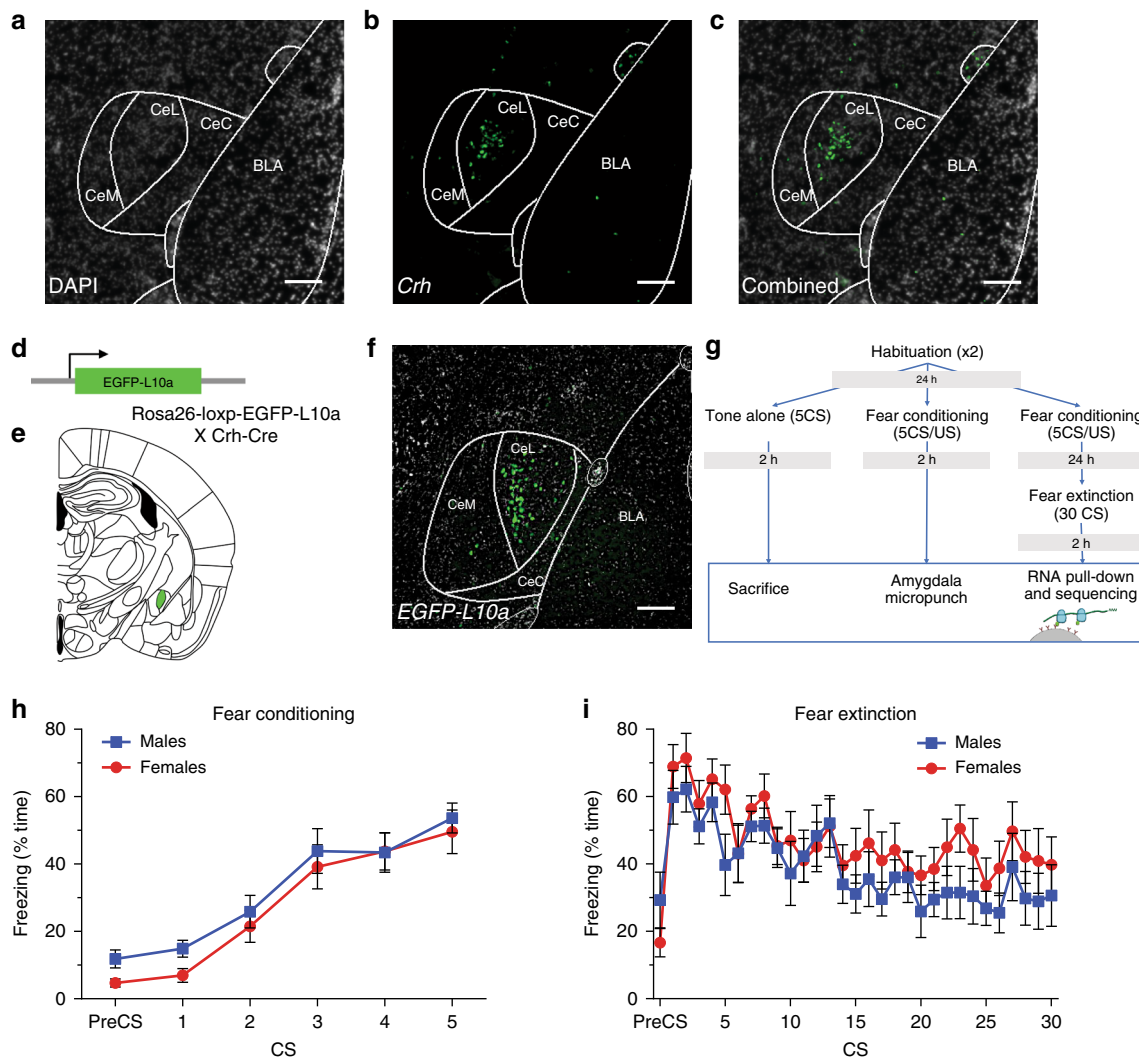 a
CeL
CeC
BLA
CeM
DAPI
b
CeL
CeC
BLA
CeM
Crh
c
CeL
CeC
BLA
CeM
Combined
d
EGFP-L10a
Rosa26-loxp-EGFP-L10a
X Crh-Cre
e
f
CeL
CeM
BLA
CeC
EGFP-L10a
g
Habituation (x2)
24 h
Tone alone (5CS)
Fear conditioning
(5CS/US)
Fear conditioning
(5CS/US)
2 h
2 h
24 h
Fear extinction
(30 CS)
2 h
Sacrifice
Amygdala
micropunch
RNA pull-down
and sequencing
h
Fear conditioning
Males
Females
Freezing (% time)
80
60
40
20
0
PreCS 1 2 3 4 5
CS
i
Fear extinction
Males
Females
Freezing (% time)
80
60
40
20
0
PreCS 5 10 15 20 25 30
CS